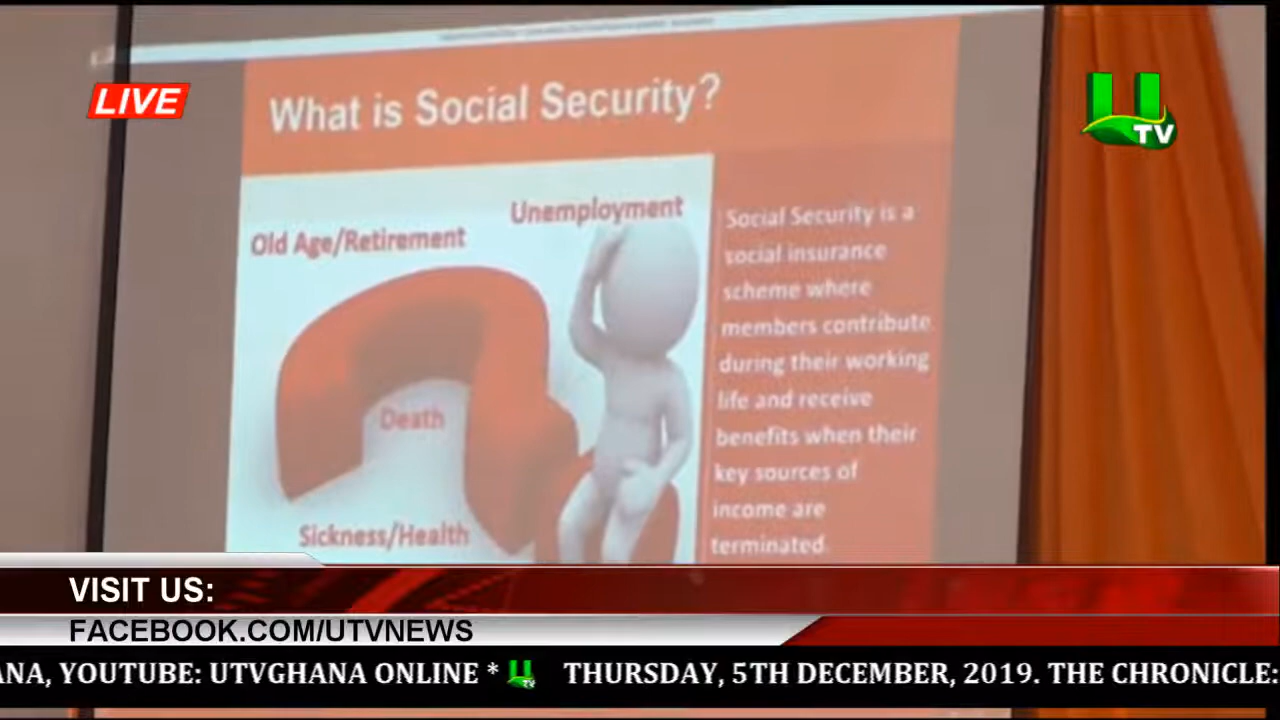 LIVE
What is Social Security?
U
TV
Unemployment
Old Age/Retirement
Death
Sickness/Health
Social Security is a
social insurance
scheme where
members contribute
during their working
life and receive
benefits when their
key sources of
income are
terminated.
VISIT US:
FACEBOOK.COM/UTVNEWS
ANA, YOUTUBE: UTVGHANA ONLINE * U TV THURSDAY, 5TH DECEMBER, 2019. THE CHRONICLE: